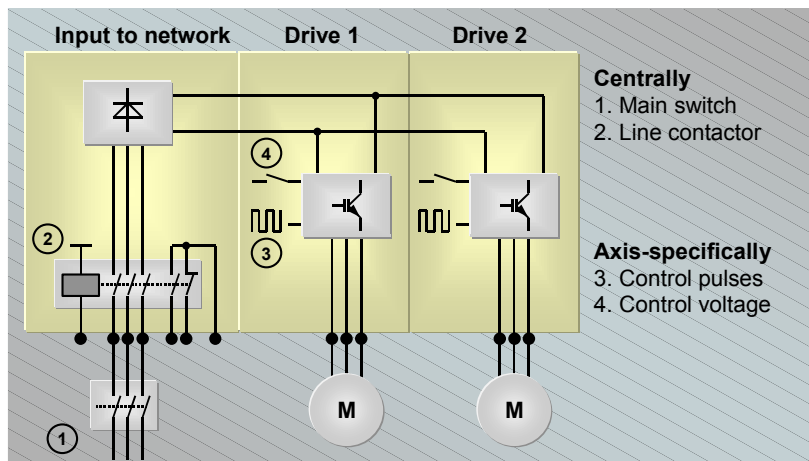 Input to network
Drive 1
Drive 2
Centrally
1. Main switch
2. Line contactor
4
2
3
Axis-specifically
3. Control pulses
4. Control voltage
M
M
1